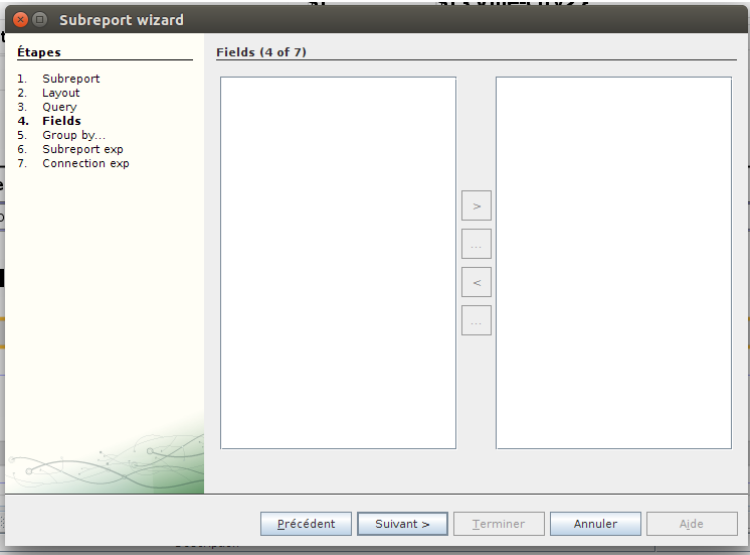 Subreport wizard
Étapes
1. Subreport
2. Layout
3. Query
4. Fields
5. Group by...
6. Subreport exp
7. Connection exp
Fields (4 of 7)
>
...
<
...
Précédent
Suivant >
Terminer
Annuler
Aide